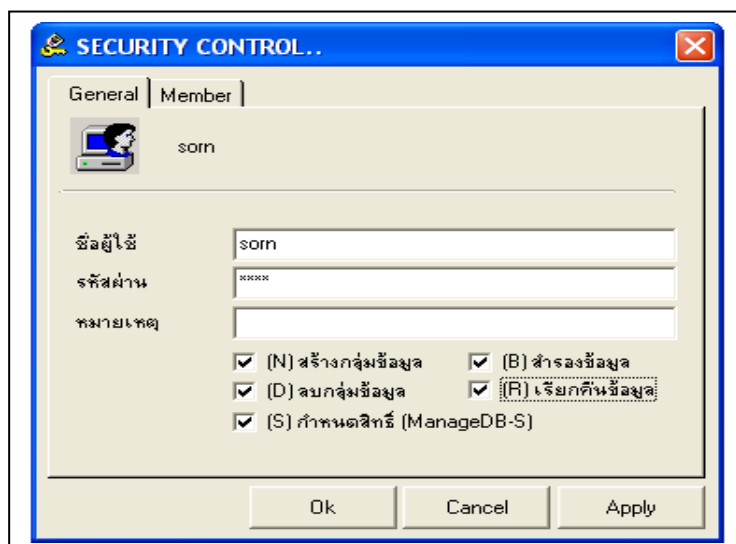 SECURITY CONTROL..
General Member
sorn
ชื่อผู้ใช้ sorn
รหัสผ่าน ****
หมายเหตุ
(N) สร้างกลุ่มข้อมูล (B) สำรองข้อมูล
(D) ลบกลุ่มข้อมูล (R) เรียกคืนข้อมูล
(S) กำหนดสิทธิ์ (ManageDB-S)
Ok Cancel Apply